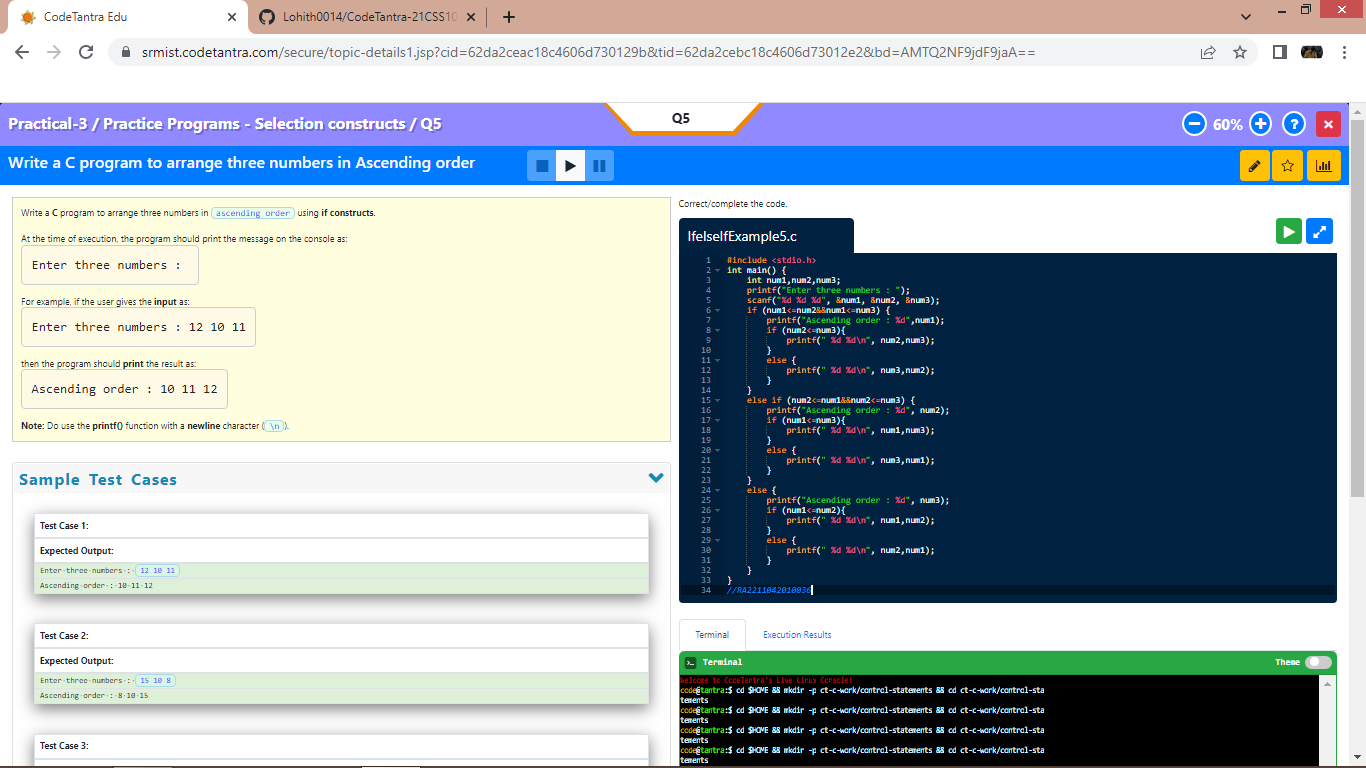 CodeTantra Edu
Lohith0014/CodeTantra-21CSS10
srmist.codetantra.com/secure/topic-details1.jsp?cid=62da2ceac18c4606d730129b&tid=62da2cebc18c4606d73012e2&bd=AMTQ2NF9jdF9jaA==
Practical-3 / Practice Programs - Selection constructs / Q5
Q5
60%
Write a C program to arrange three numbers in Ascending order
Write a C program to arrange three numbers in ascending order using if constructs.
At the time of execution, the program should print the message on the console as:
Enter three numbers :
For example, if the user gives the input as:
Enter three numbers : 12 10 11
then the program should print the result as:
Ascending order : 10 11 12
Note: Do use the printf() function with a newline character (\n).
Sample Test Cases
Test Case 1:
Expected Output:
Enter·three·numbers·:·12 10 11
Ascending·order·:·10·11·12
Test Case 2:
Expected Output:
Enter·three·numbers·:·15 10 8
Ascending·order·:·8·10·15
Test Case 3:
Correct/complete the code.
IfelseIfExample5.c
1 #include <stdio.h>
2 int main() {
3 int num1,num2,num3;
4 printf("Enter three numbers : ");
5 scanf("%d %d %d", &num1, &num2, &num3);
6 if (num1<=num2&&num1<=num3) {
7 printf("Ascending order : %d",num1);
8 if (num2<=num3){
9 printf(" %d %d\n", num2,num3);
10 }
11 else {
12 printf(" %d %d\n", num3,num2);
13 }
14 }
15 else if (num2<=num1&&num2<=num3) {
16 printf("Ascending order : %d", num2);
17 if (num1<=num3){
18 printf(" %d %d\n", num1,num3);
19 }
20 else {
21 printf(" %d %d\n", num3,num1);
22 }
23 }
24 else {
25 printf("Ascending order : %d", num3);
26 if (num1<=num2){
27 printf(" %d %d\n", num1,num2);
28 }
29 else {
30 printf(" %d %d\n", num2,num1);
31 }
32 }
33 }
34 //RA2211042010036
Terminal
Execution Results
Terminal
Theme
Welcome to CodeTantra's Live Linux Console!
code@tantra:$ cd $HOME && mkdir -p ct-c-work/control-statements && cd ct-c-work/control-sta
tements
code@tantra:$ cd $HOME && mkdir -p ct-c-work/control-statements && cd ct-c-work/control-sta
tements
code@tantra:$ cd $HOME && mkdir -p ct-c-work/control-statements && cd ct-c-work/control-sta
tements
code@tantra:$ cd $HOME && mkdir -p ct-c-work/control-statements && cd ct-c-work/control-sta
tements